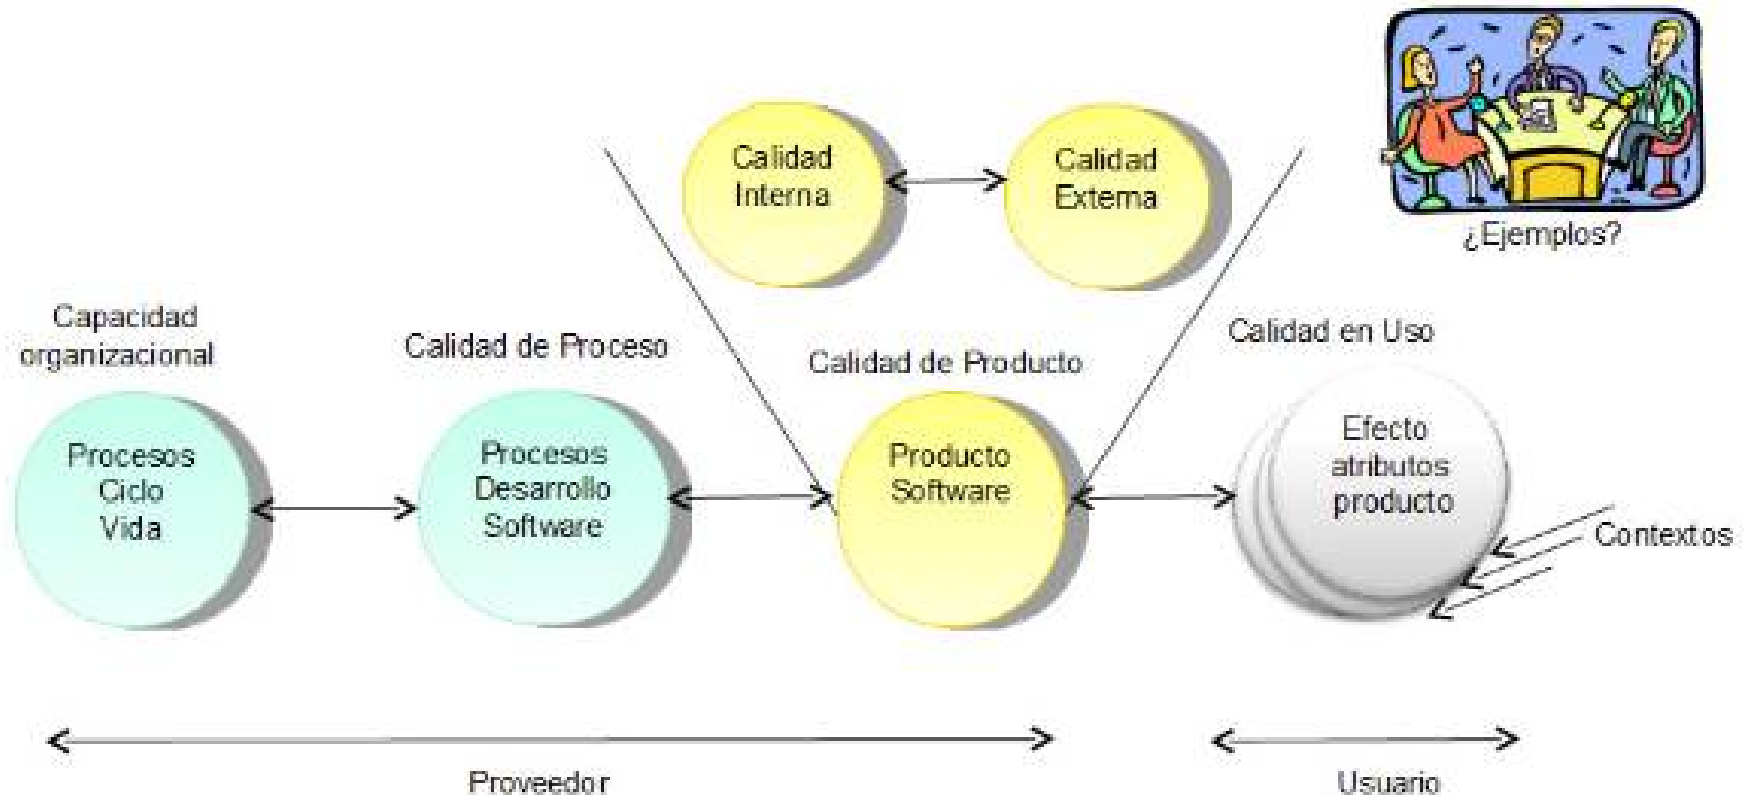 Calidad
Interna
Calidad
Externa
¿Ejemplos?
Capacidad
organizacional
Calidad de Proceso
Calidad de Producto
Calidad en Uso
Procesos
Ciclo
Vida
Procesos
Desarrollo
Software
Producto
Software
Efecto
atributos
producto
Contextos
Proveedor
Usuario